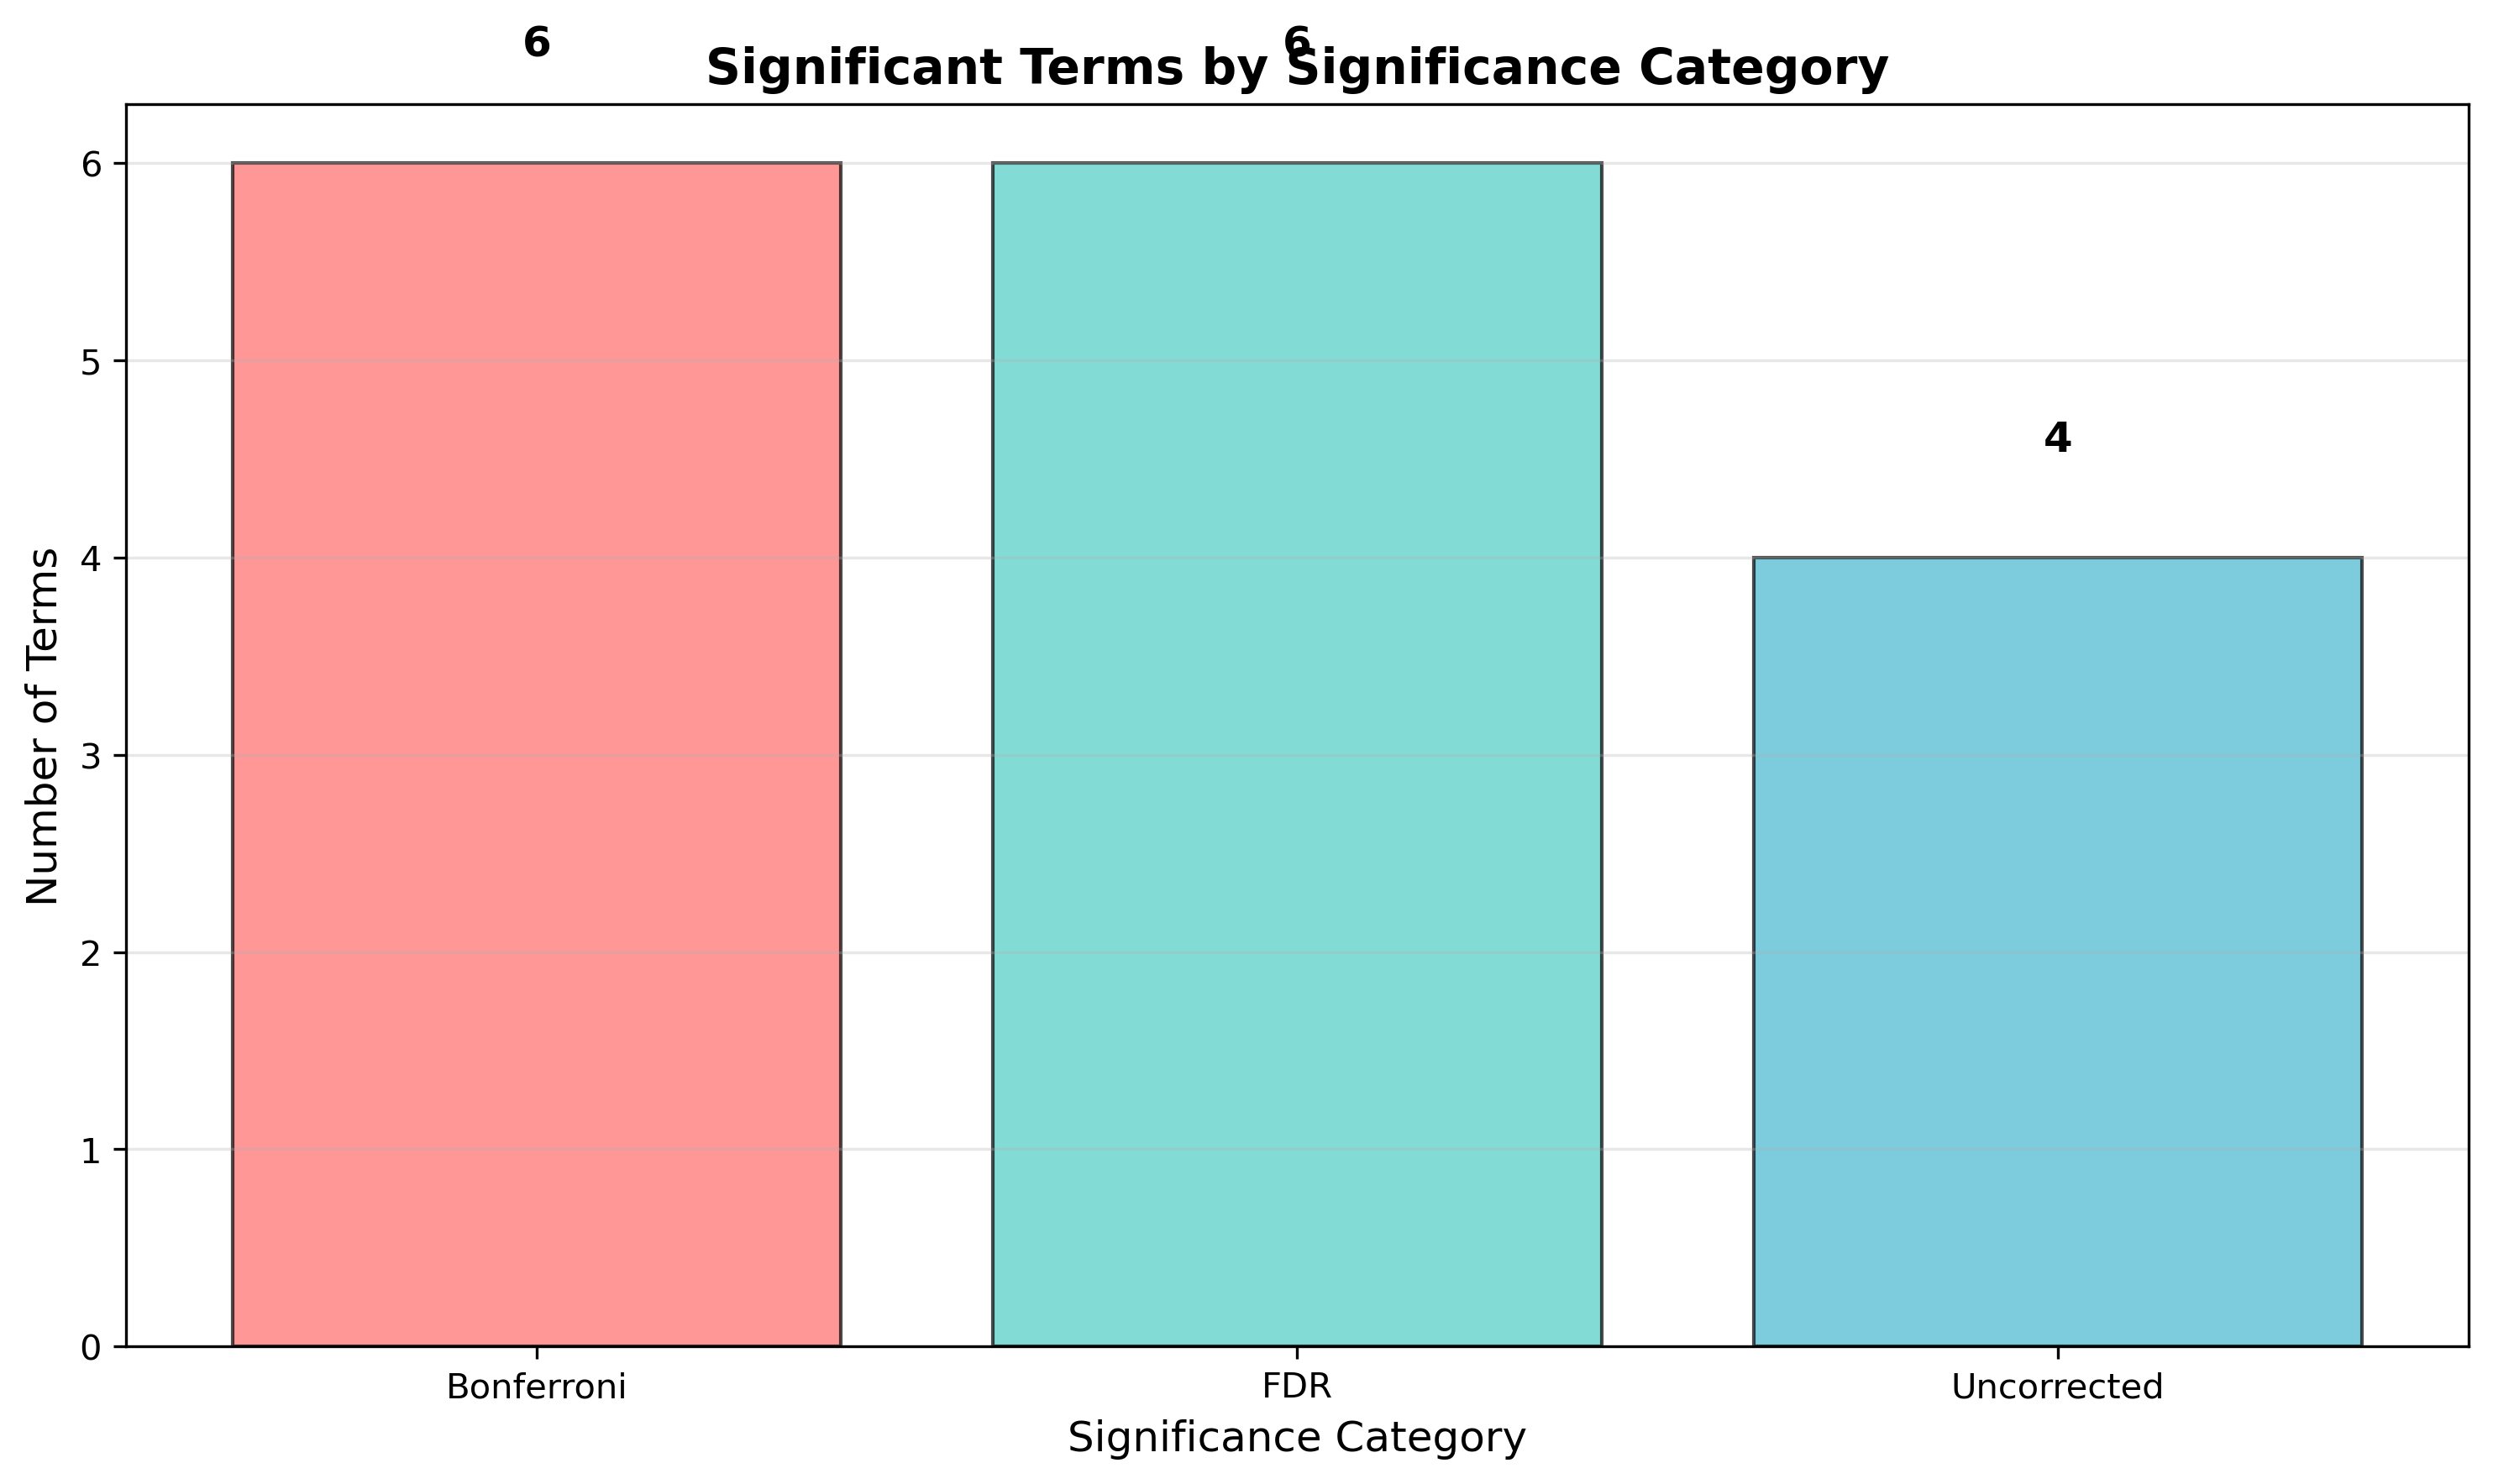 6
6
Significant Terms by Significance Category
Number of Terms
6
5
4
3
2
1
0
4
Bonferroni
FDR
Uncorrected
Significance Category